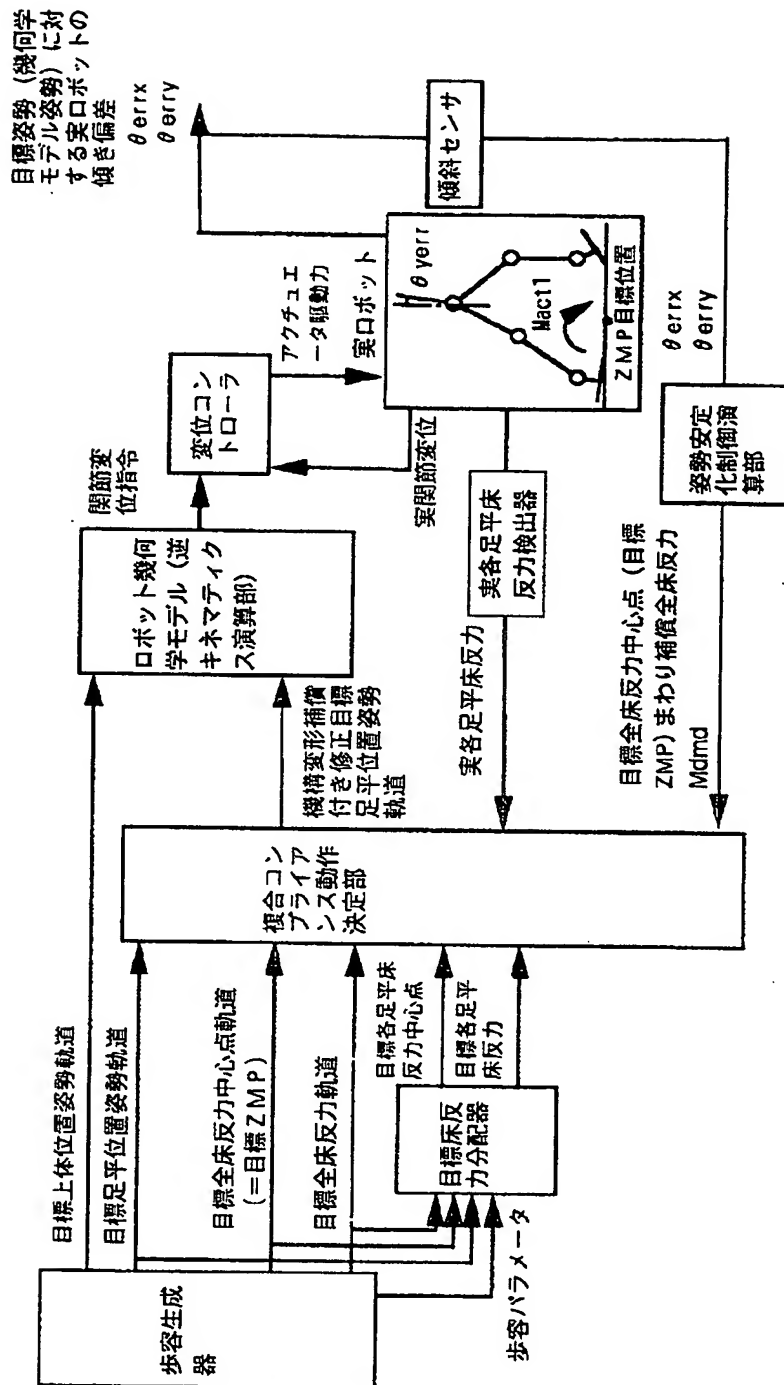 歩容生成
器
目標上体位置姿勢軌道
目標足平位置姿勢軌道
目標全床反力中心点軌道
(=目標ZMP)
目標全床反力軌道
歩容パラメータ
目標床反
力分配器
目標各足平床
反力中心点
目標各足平
床反力
複合コン
プライア
ンス動作
決定部
機構変形補償
付き修正目標
足平位置姿勢
軌道
ロボット幾何
学モデル (逆
キネマティク
ス演算部)
関節変
位指令
変位コン
トローラ
アクチュエ
ータ駆動力
実関節変位
実ロボット
θyerr
Mact1
ZMP目標位置
実各足平床
反力検出器
実各足平床反力
傾斜センサ
目標姿勢 (幾何学
モデル姿勢) に対
する実ロボットの
傾き偏差
θerrx
θerry
θerrx
θerry
姿勢安定
化制御演
算部
目標全床反力中心点 (目標
ZMP) まわり補償全床反力
Mdmd